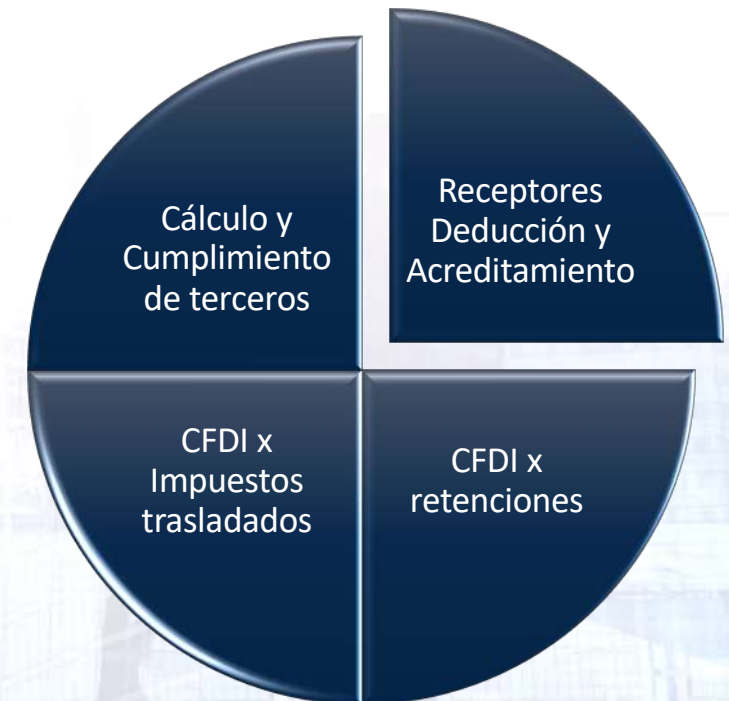 Cálculo y
Cumplimiento
de terceros
Receptores
Deducción y
Acreditamiento
CFDI x
Impuestos
trasladados
CFDI x
retenciones